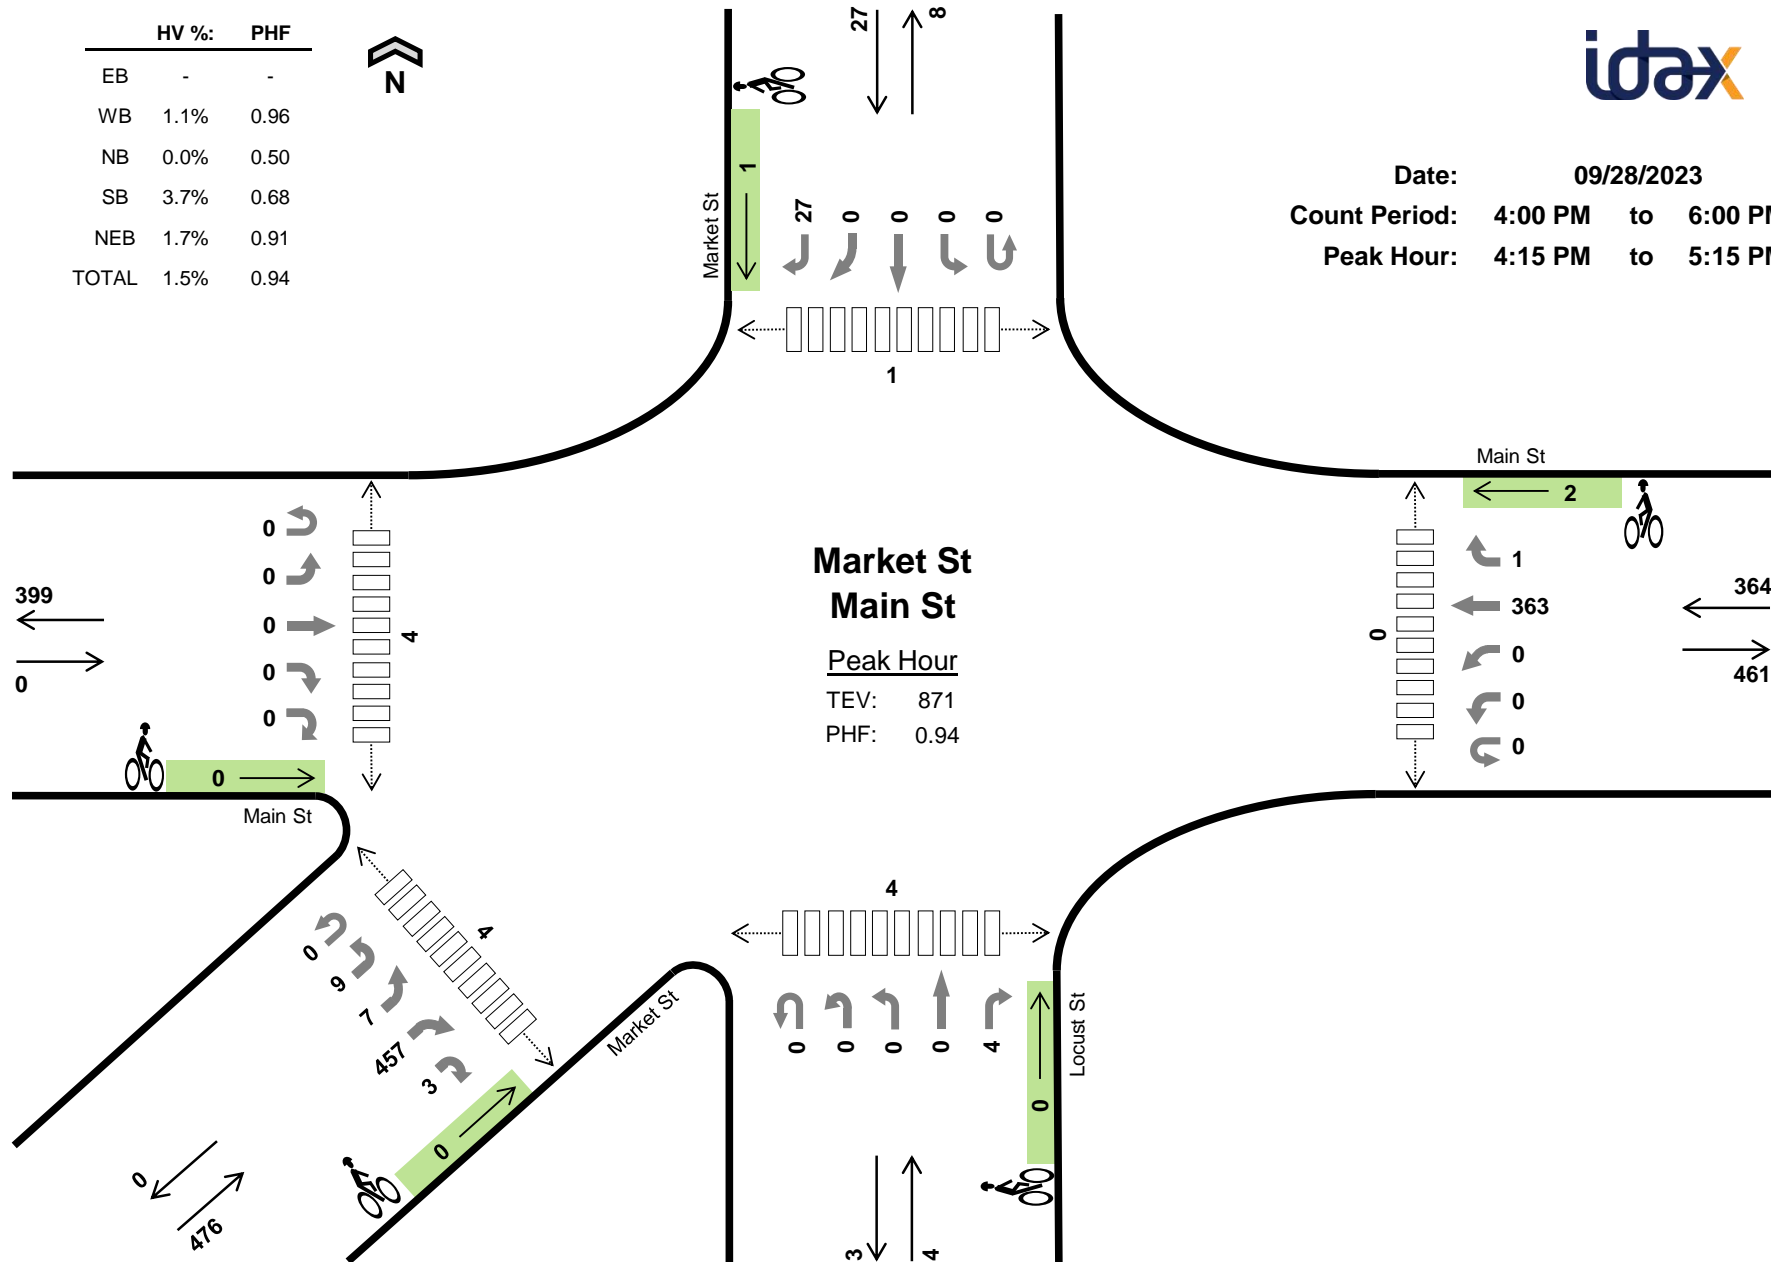 HV %: PHF
EB - -
WB 1.1% 0.96
NB 0.0% 0.50
SB 3.7% 0.68
NEB 1.7% 0.91
TOTAL 1.5% 0.94
N
27
8
idax
Date: 09/28/2023
Count Period: 4:00 PM to 6:00 PM
Peak Hour: 4:15 PM to 5:15 PM
1
Market St
27 0 0 0 0
1
Main St
2
0
0
0
0
0
4
399
0
0
Main St
Market St
Main St
Peak Hour
TEV: 871
PHF: 0.94
0
1
363
0
0
0
364
461
4
0
9
7
457
3
0
Market St
0
476
4
0 0 0 0 4
0
Locust St
3
4